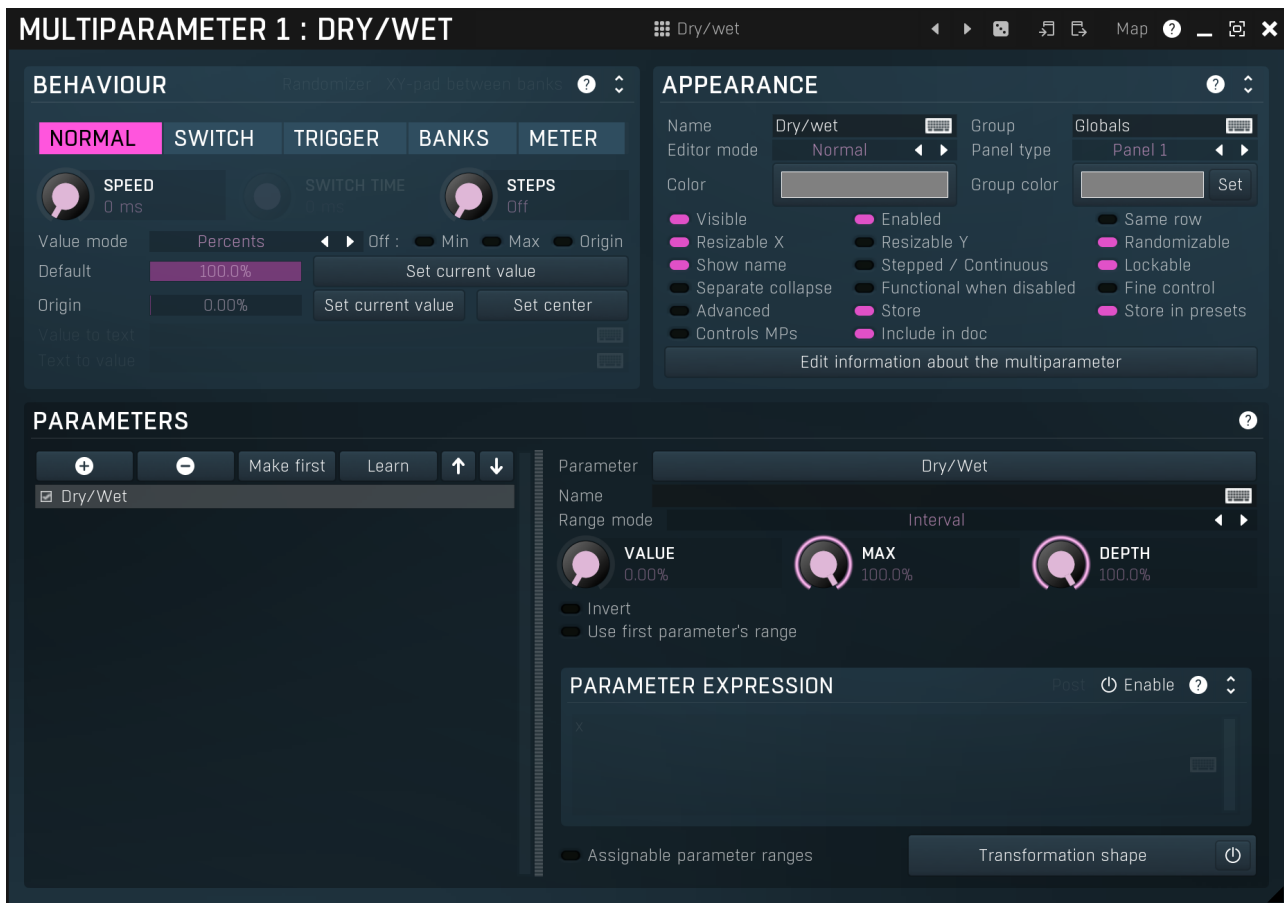 MULTIPARAMETER 1 : DRY/WET
Dry/wet
Map ?
BEHAVIOUR
Randomizer XY-pad between banks ?
NORMAL SWITCH TRIGGER BANKS METER
SPEED
0 ms
SWITCH TIME
STEPS
Off
Value mode Percents Off : Min Max Origin
Default 100.0% Set current value
Origin 0.00% Set current value Set center
Value to text
Text to value
APPEARANCE ?
Name Dry/wet Group Globals
Editor mode Normal Panel type Panel 1
Color Group color Set
Visible Enabled Same row
Resizable X Resizable Y Randomizable
Show name Stepped / Continuous Lockable
Separate collapse Functional when disabled Fine control
Advanced Store Store in presets
Controls MPs Include in doc
Edit information about the multiparameter
PARAMETERS ?
Make first Learn
Dry/Wet
Parameter Dry/Wet
Name
Range mode Interval
VALUE
0.00%
MAX
100.0%
DEPTH
100.0%
Invert
Use first parameter's range
PARAMETER EXPRESSION Post Enable ?
x
Assignable parameter ranges Transformation shape